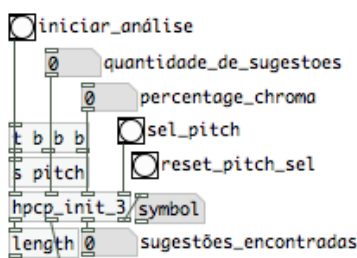 iniciar_análise
0 quantidade_de_sugestoes
0 percentage_chroma
t b b b
sel_pitch
s pitch
reset_pitch_sel
hpcp_init_3 symbol
length 0 sugestões_encontradas